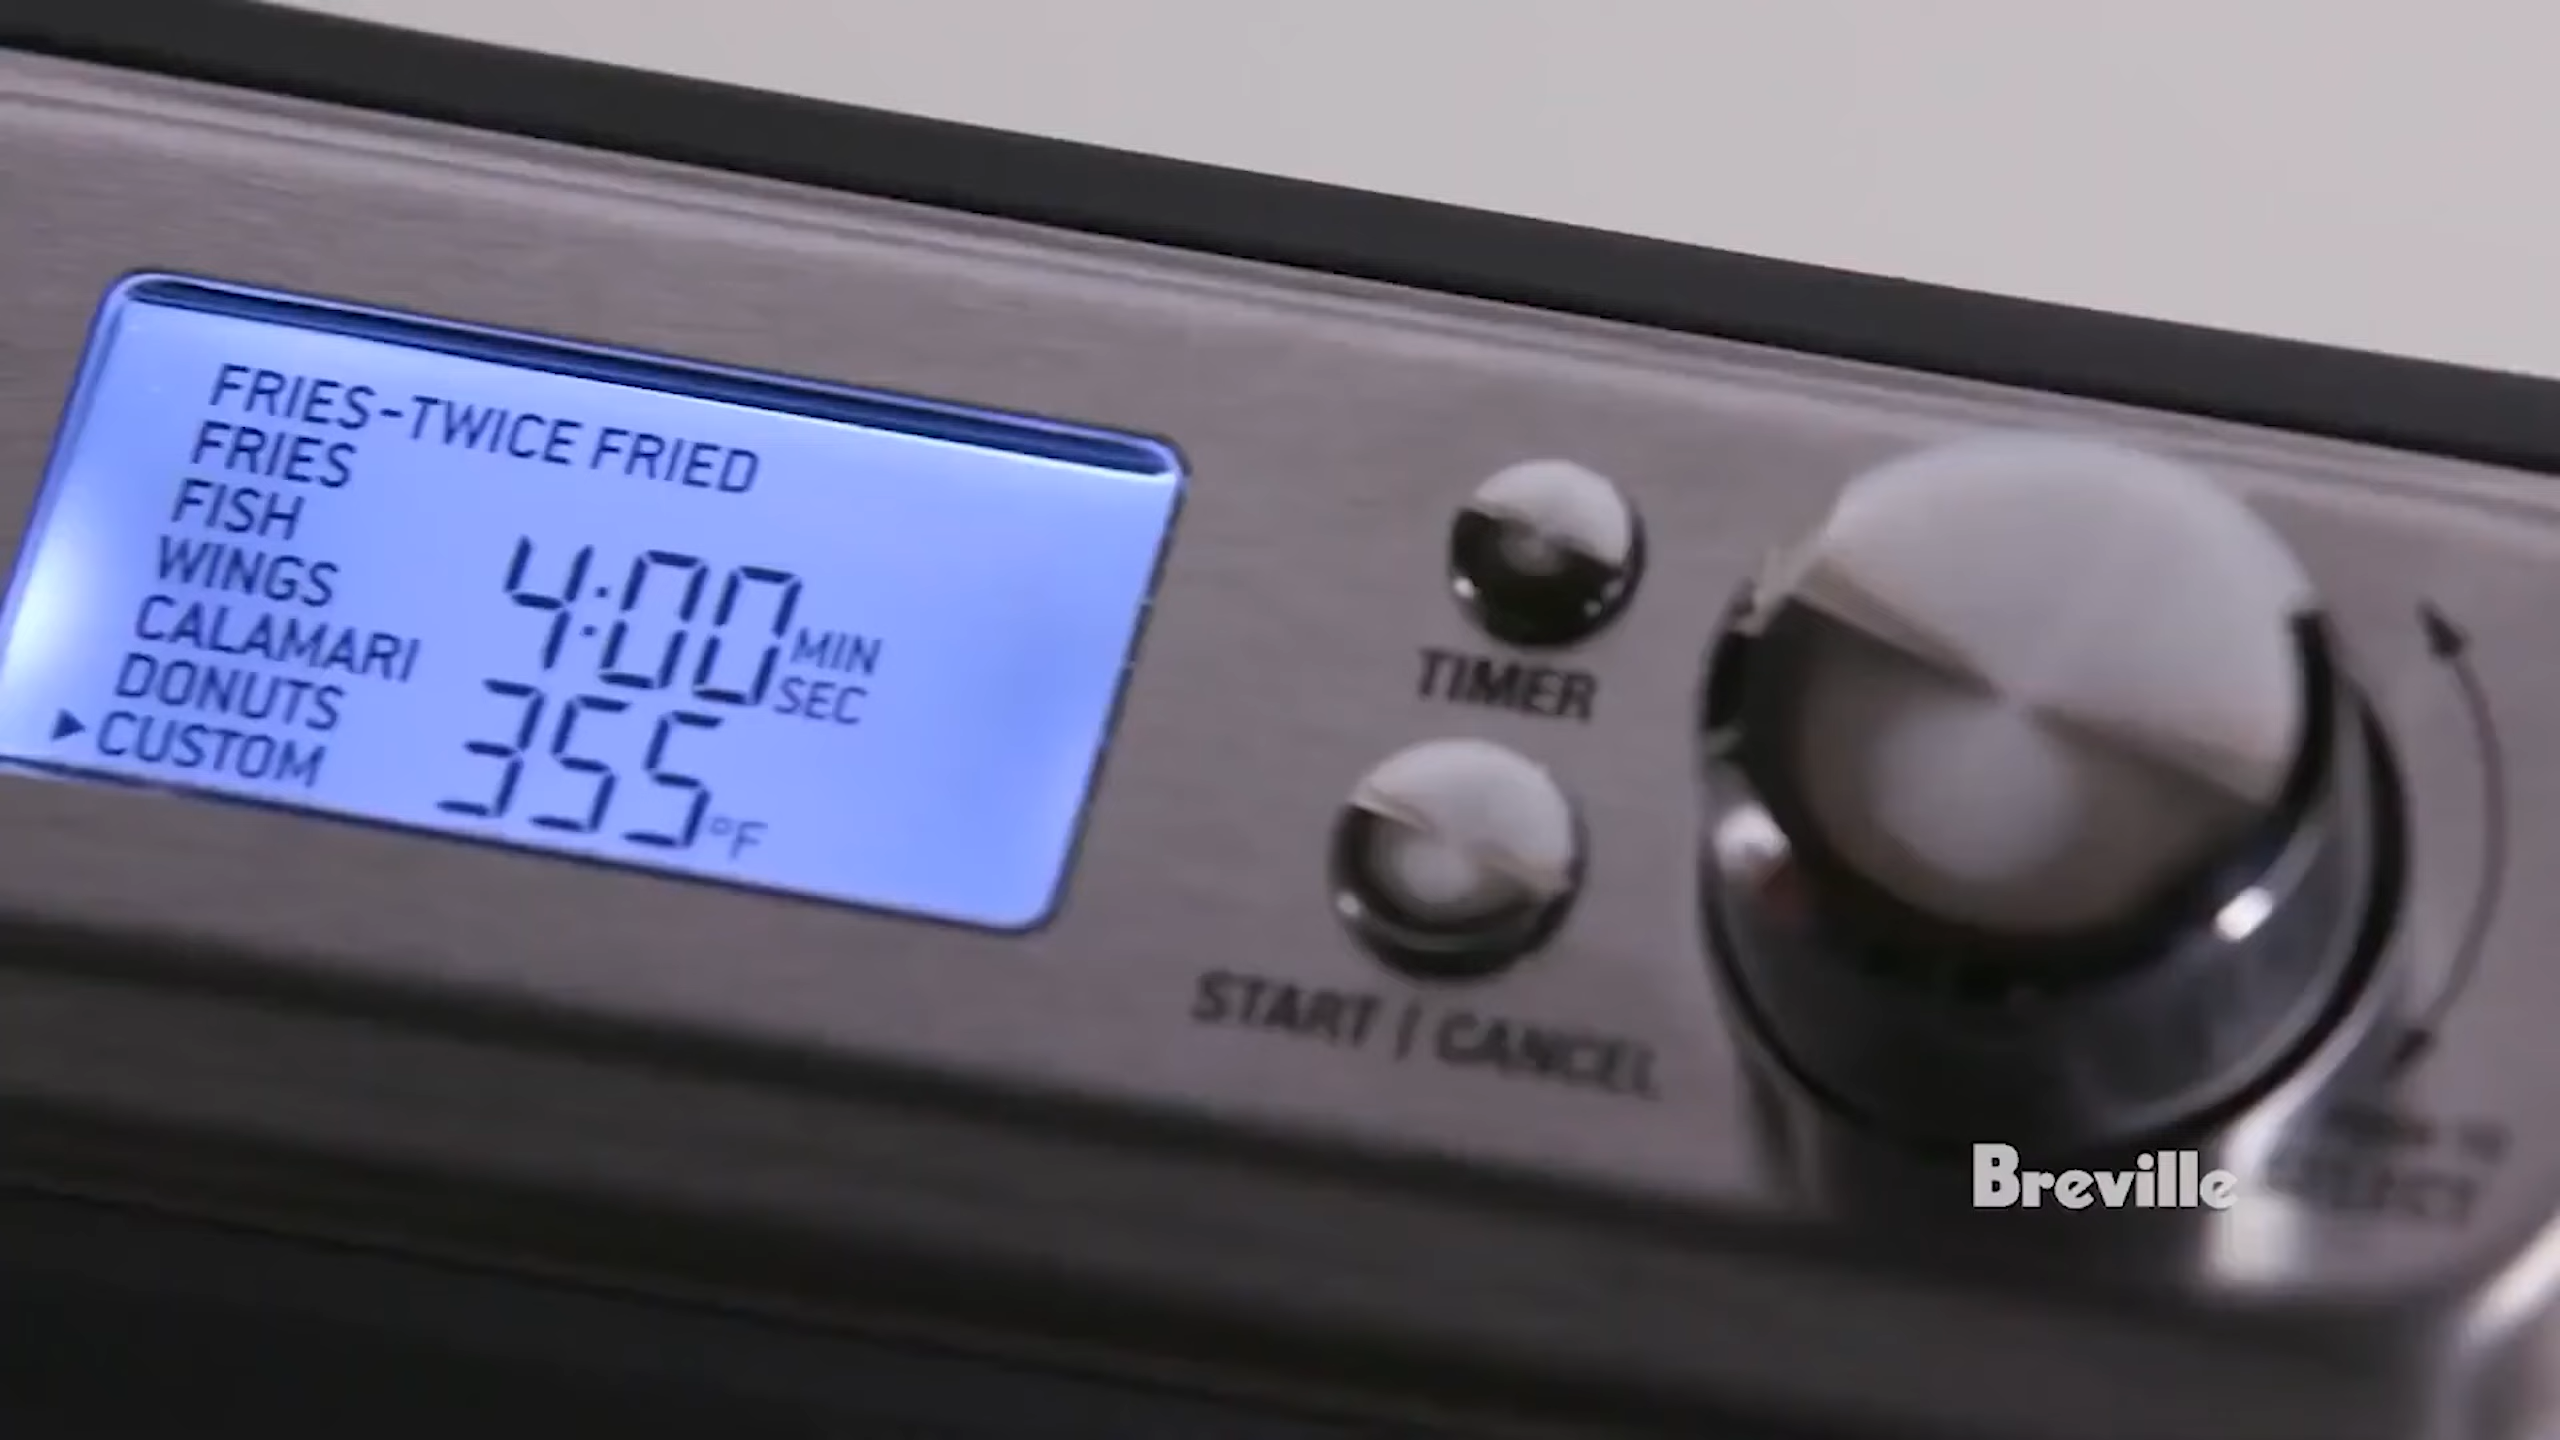 FRIES-TWICE FRIED
FRIES
FISH
WINGS
CALAMARI
DONUTS
▶CUSTOM
4:00 MIN SEC
355 °F
TIMER
START | CANCEL
Breville